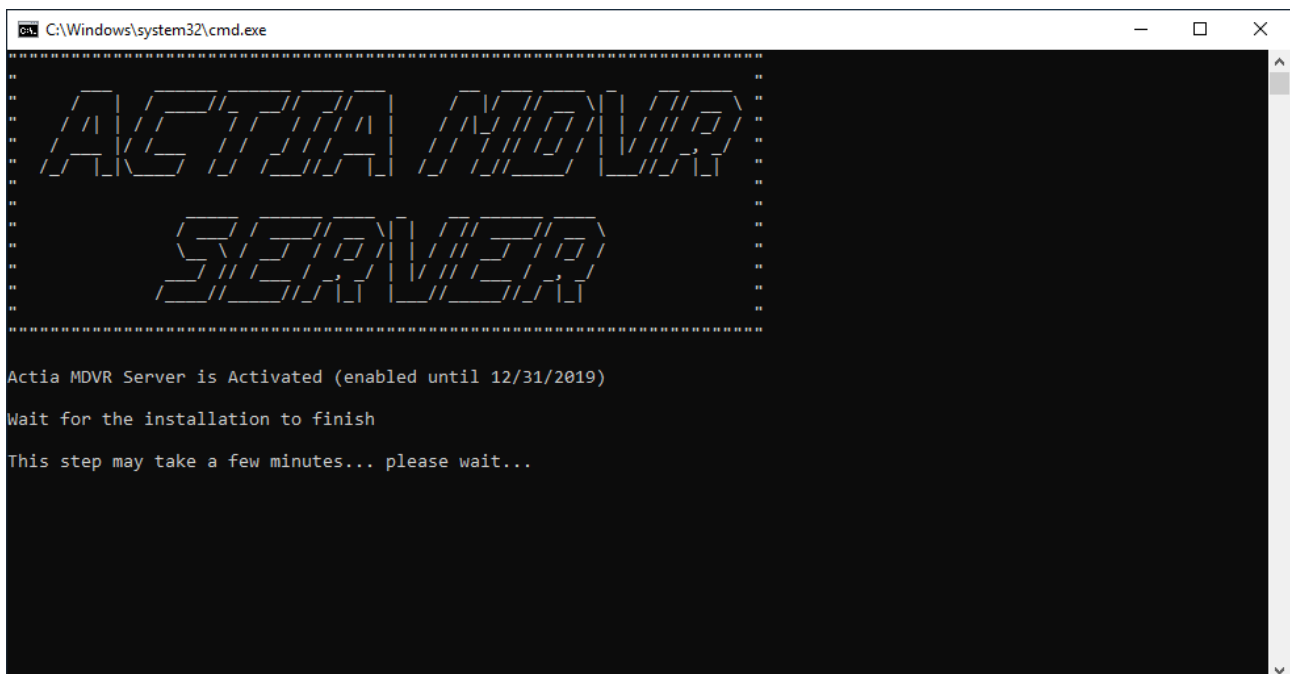 C:\Windows\system32\cmd.exe
ACTIA MDVR
SERVER
Actia MDVR Server is Activated (enabled until 12/31/2019)
Wait for the installation to finish
This step may take a few minutes... please wait...